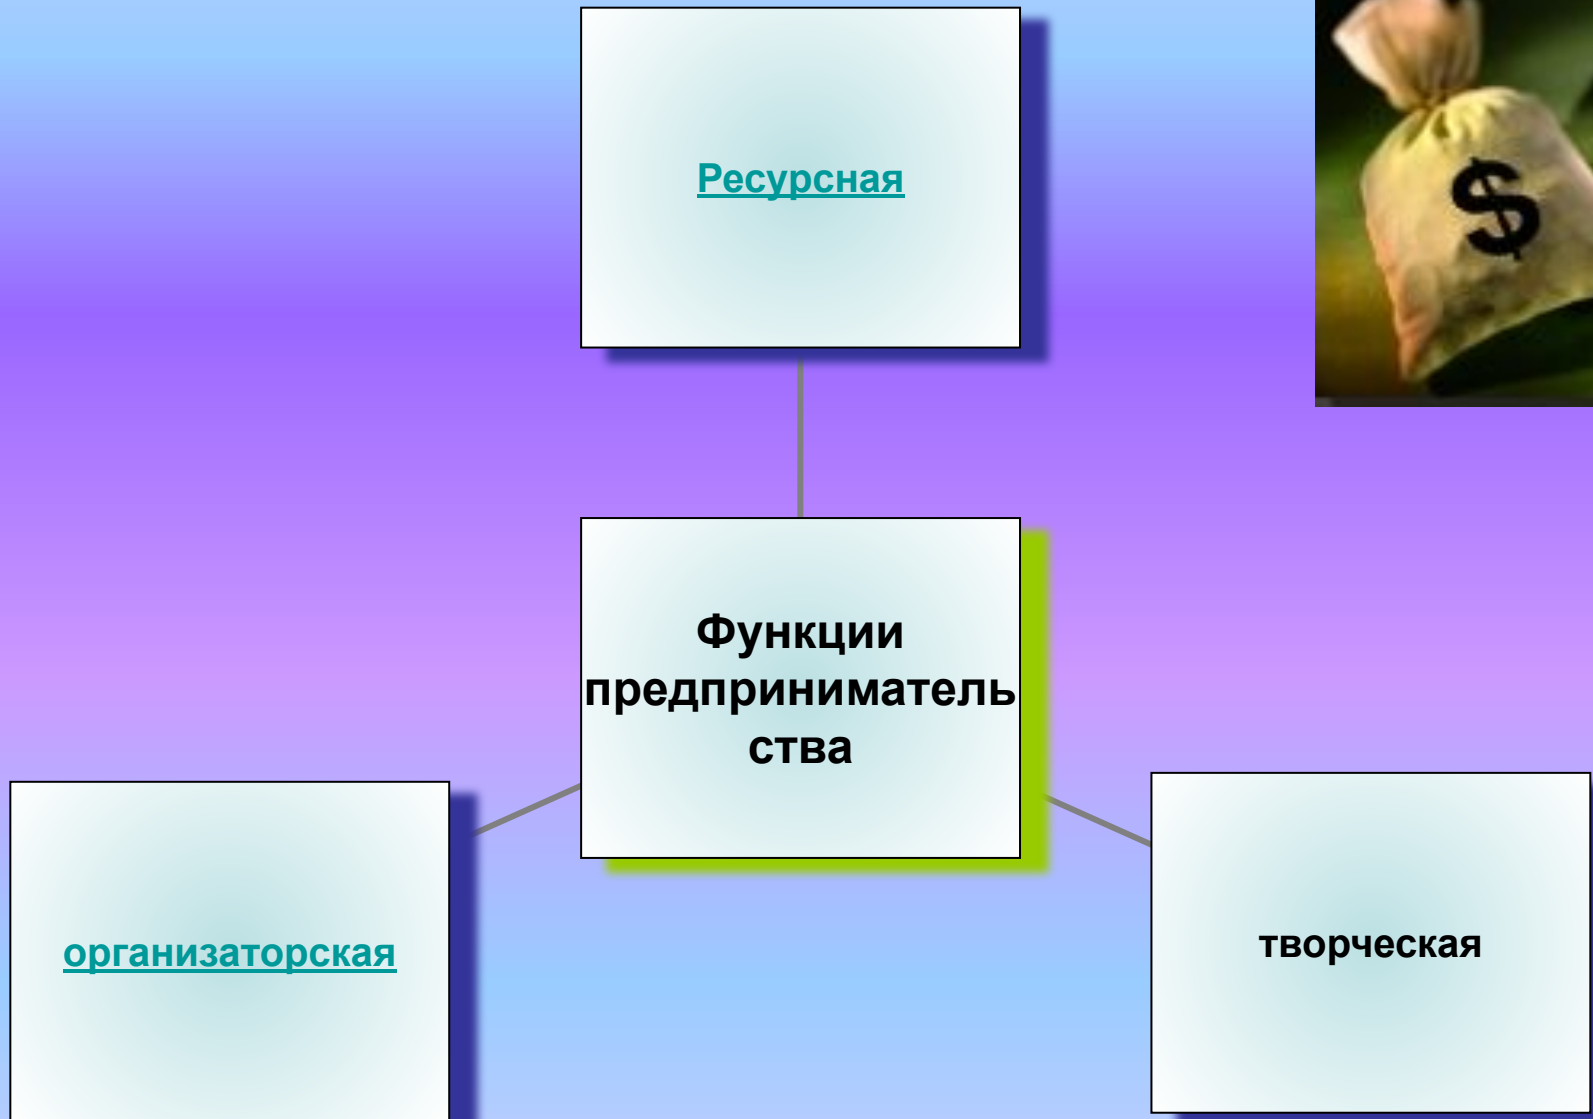 Ресурсная
$
Функции
предприниматель
ства
организаторская
творческая